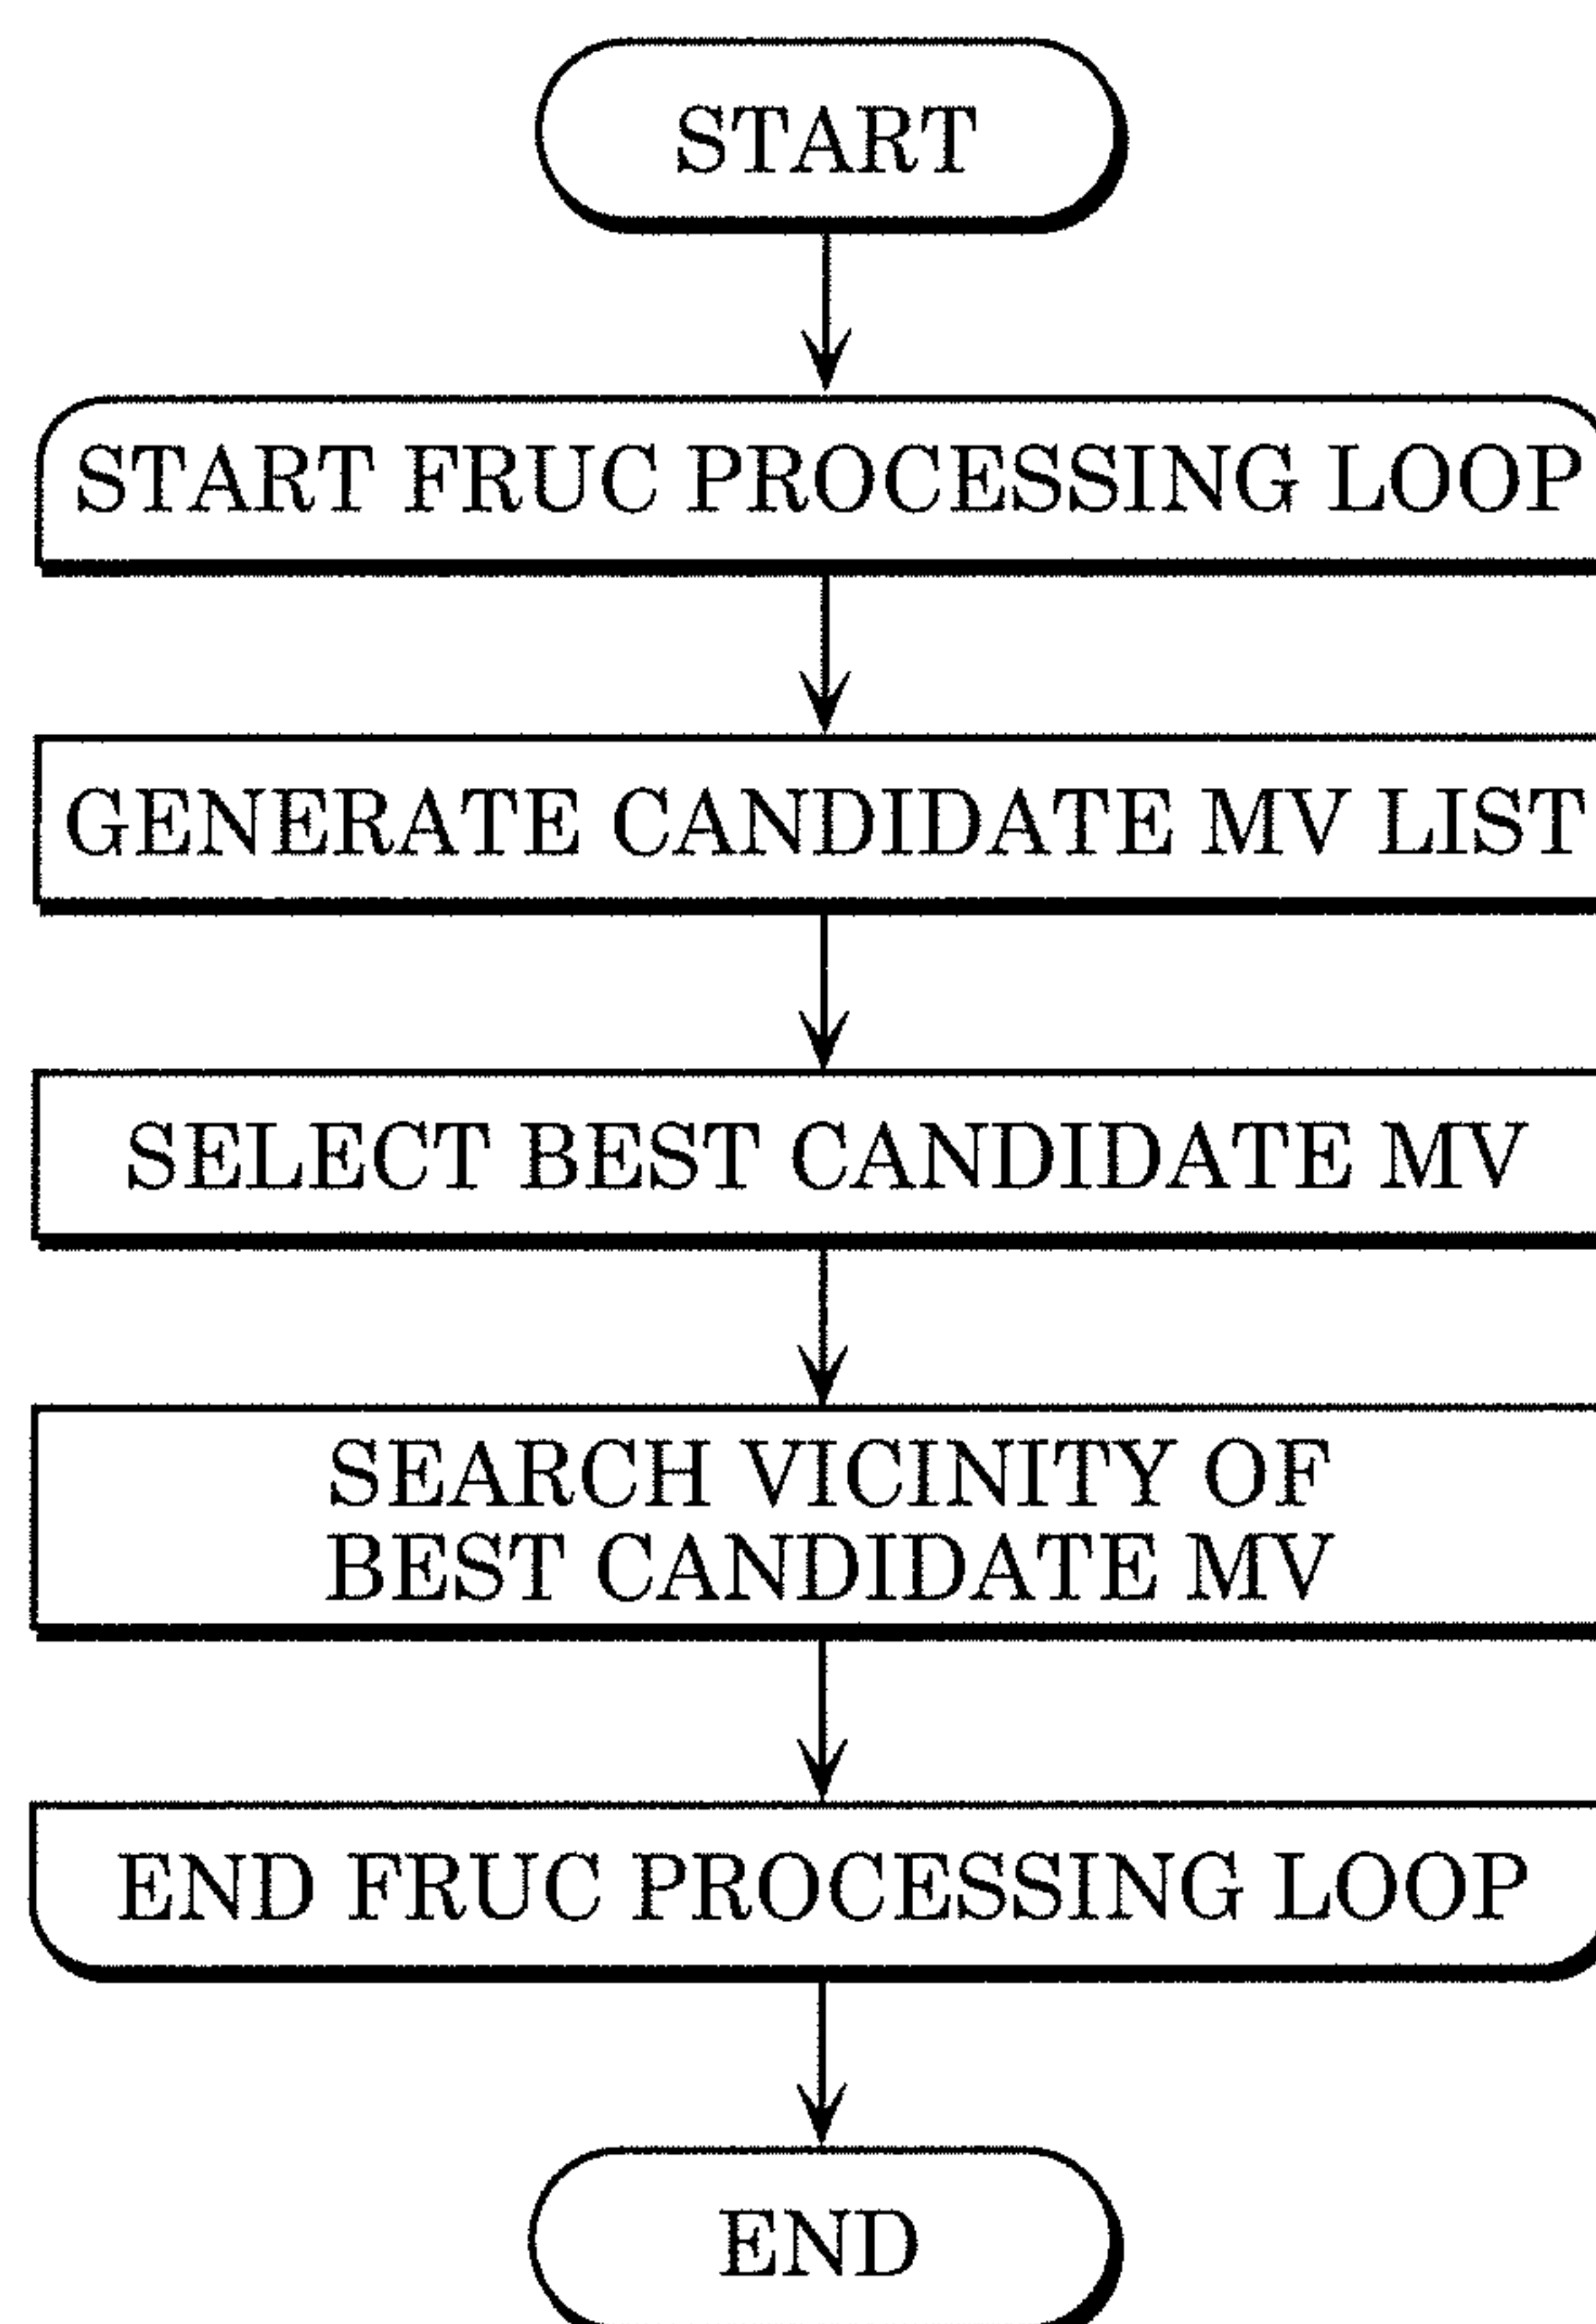 START
START FRUC PROCESSING LOOP
GENERATE CANDIDATE MV LIST
SELECT BEST CANDIDATE MV
SEARCH VICINITY OF
BEST CANDIDATE MV
END FRUC PROCESSING LOOP
END